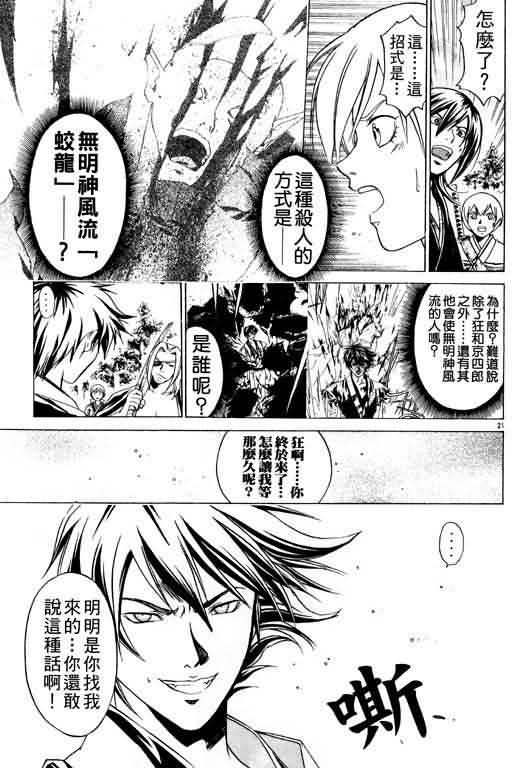 怎麼了？
這……這
招式是…
這種殺人的
方式是——
無明神風流「
蛟龍」——？
為什麼？難道說
除了狂和京四郎
之外……還有其
他會使無明神風
流的人嗎？
是誰呢？
…
21
狂啊……你
終於來了…
怎麼讓我等
那麼久呢？
……
明明是你找我
來的…你還敢
說這種話啊！
嘶